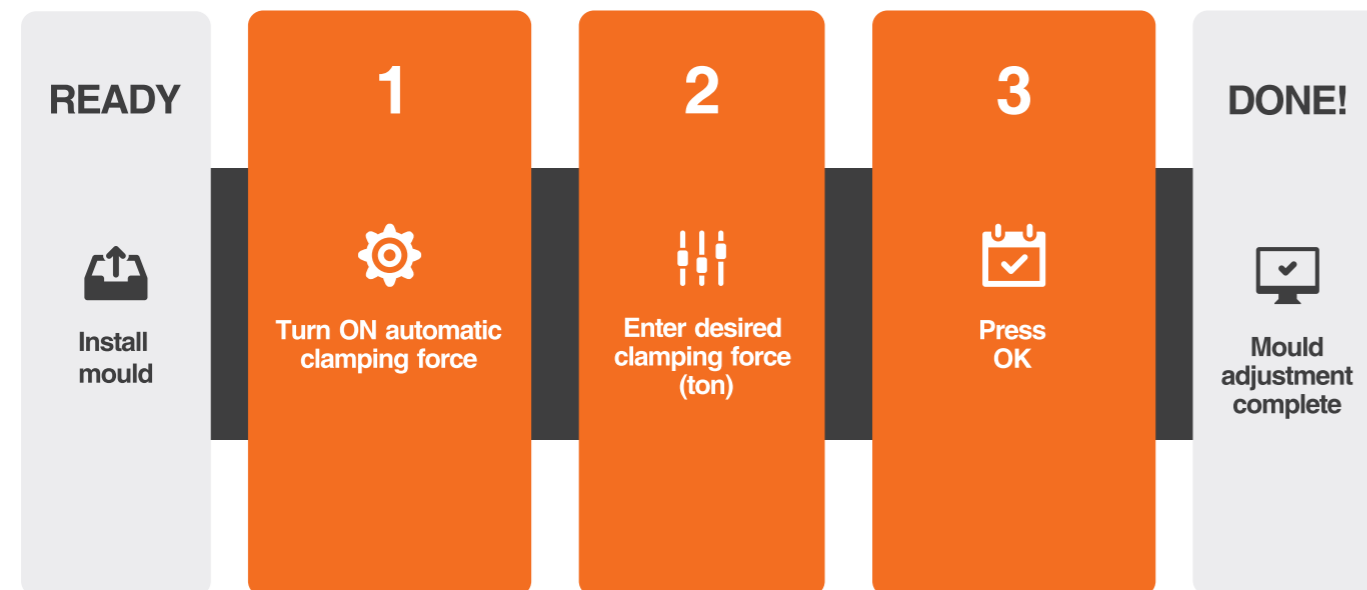 READY
Install
mould
1
Turn ON automatic
clamping force
2
Enter desired
clamping force
(ton)
3
Press
OK
DONE!
Mould
adjustment
complete